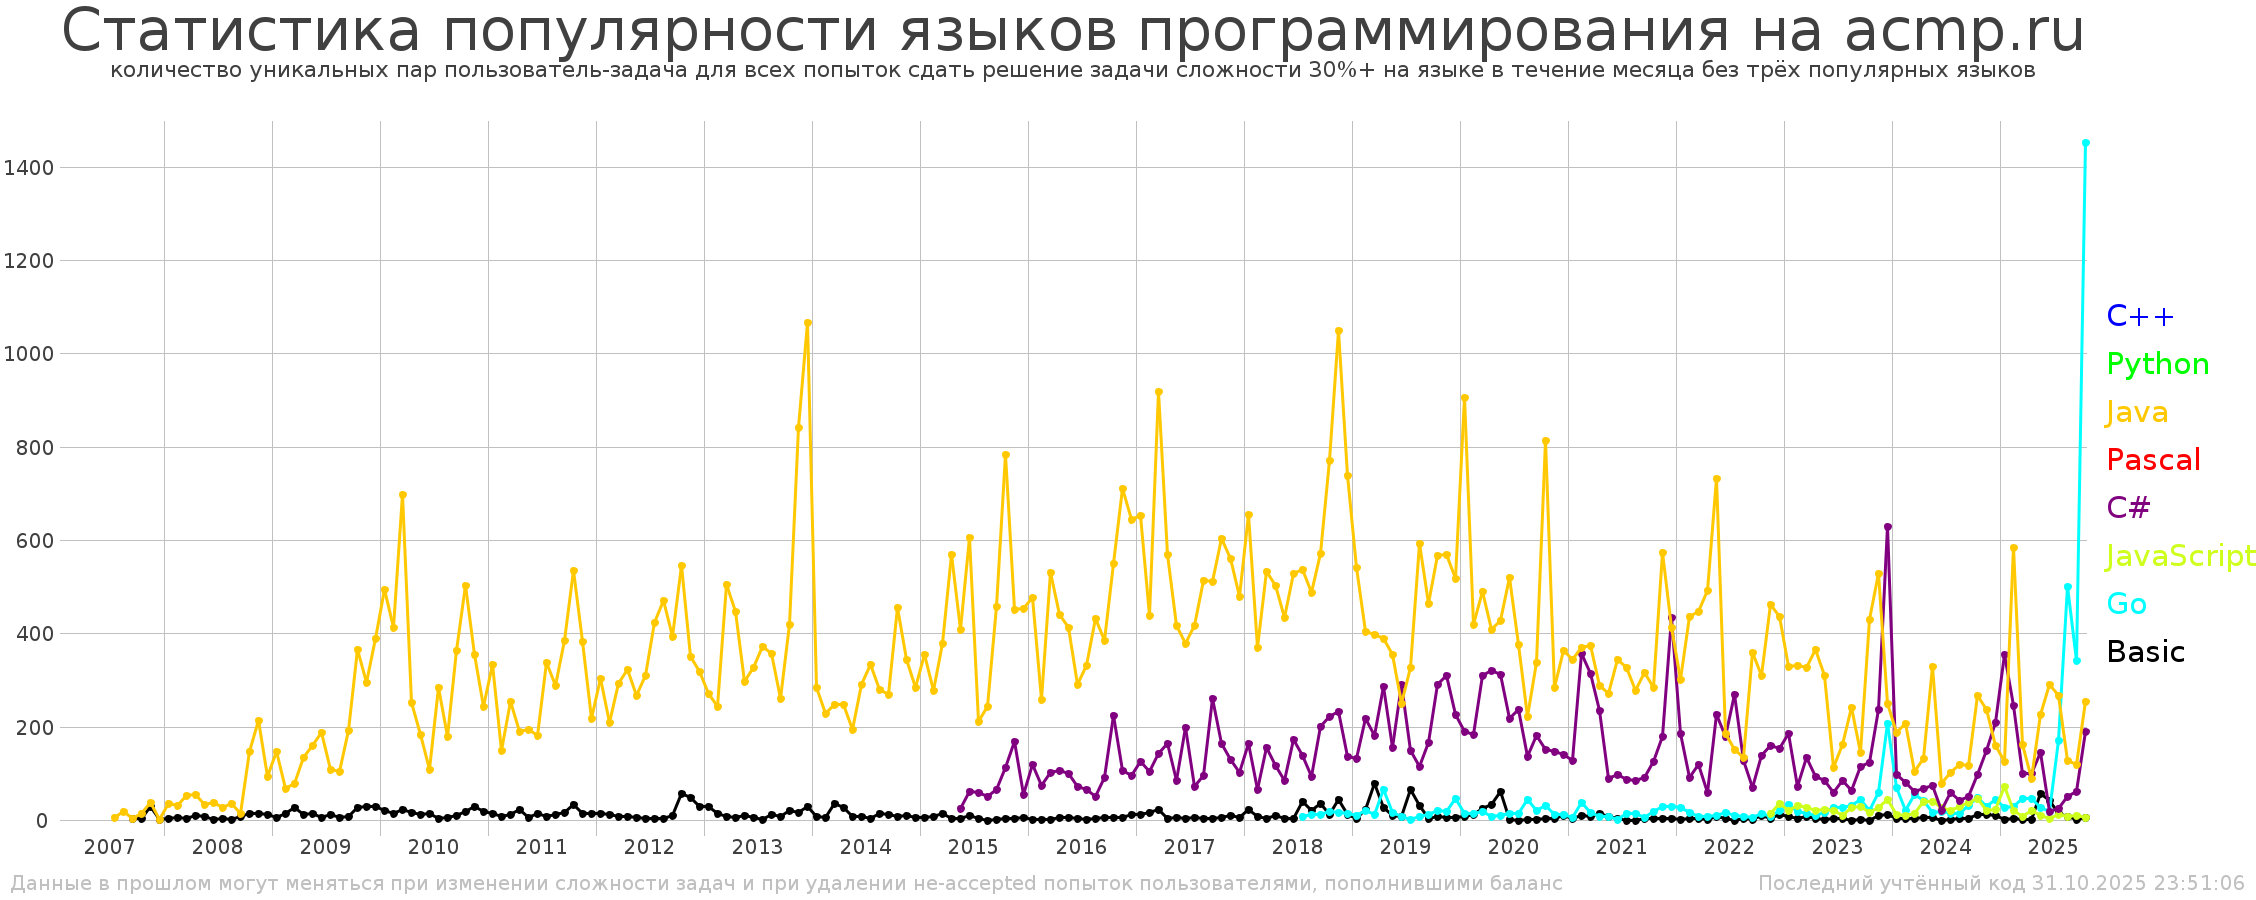 Статистика популярности языков программирования на acmp.ru
количество уникальных пар пользователь-задача для всех попыток сдать решение задачи сложности 30%+ на языке в течение месяца без трёх популярных языков
1400
1200
1000
800
600
400
200
0
C++
Python
Java
Pascal
C#
JavaScript
Go
Basic
2007 2008 2009 2010 2011 2012 2013 2014 2015 2016 2017 2018 2019 2020 2021 2022 2023 2024 2025
Данные в прошлом могут меняться при изменении сложности задач и при удалении не-accepted попыток пользователями, пополнившими баланс
Последний учтённый код 31.10.2025 23:51:06